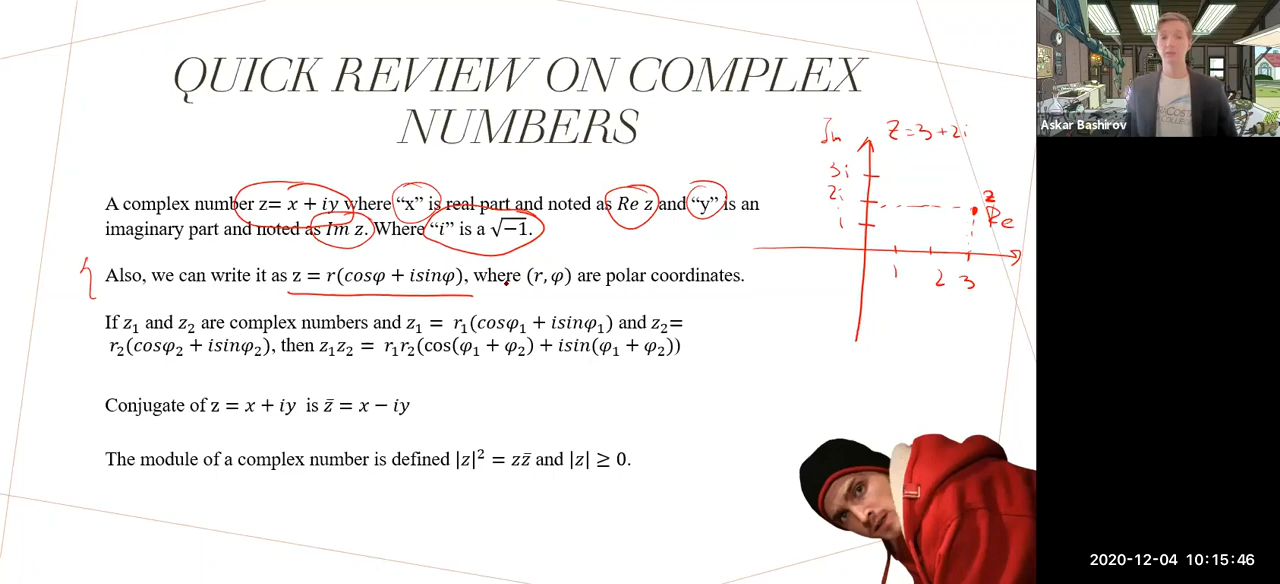 QUICK REVIEW ON COMPLEX
NUMBERS
A complex number z= x + iy where "x" is real part and noted as Re z and "y" is an
imaginary part and noted as Im z. Where "i" is a √−1.
Also, we can write it as z = r(cosφ + isinφ), where (r, φ) are polar coordinates.
If z₁ and z₂ are complex numbers and z₁ = r₁(cosφ₁ + isinφ₁) and z₂=
r₂(cosφ₂ + isinφ₂), then z₁z₂ = r₁r₂(cos(φ₁ + φ₂) + isin(φ₁ + φ₂))
Conjugate of z = x + iy is z̄ = x − iy
The module of a complex number is defined |z|² = zz̄ and |z| ≥ 0.
Im
z=3+2i
3i
2i
i
z
Re
1
2
3
Askar Bashirov
2020-12-04 10:15:46